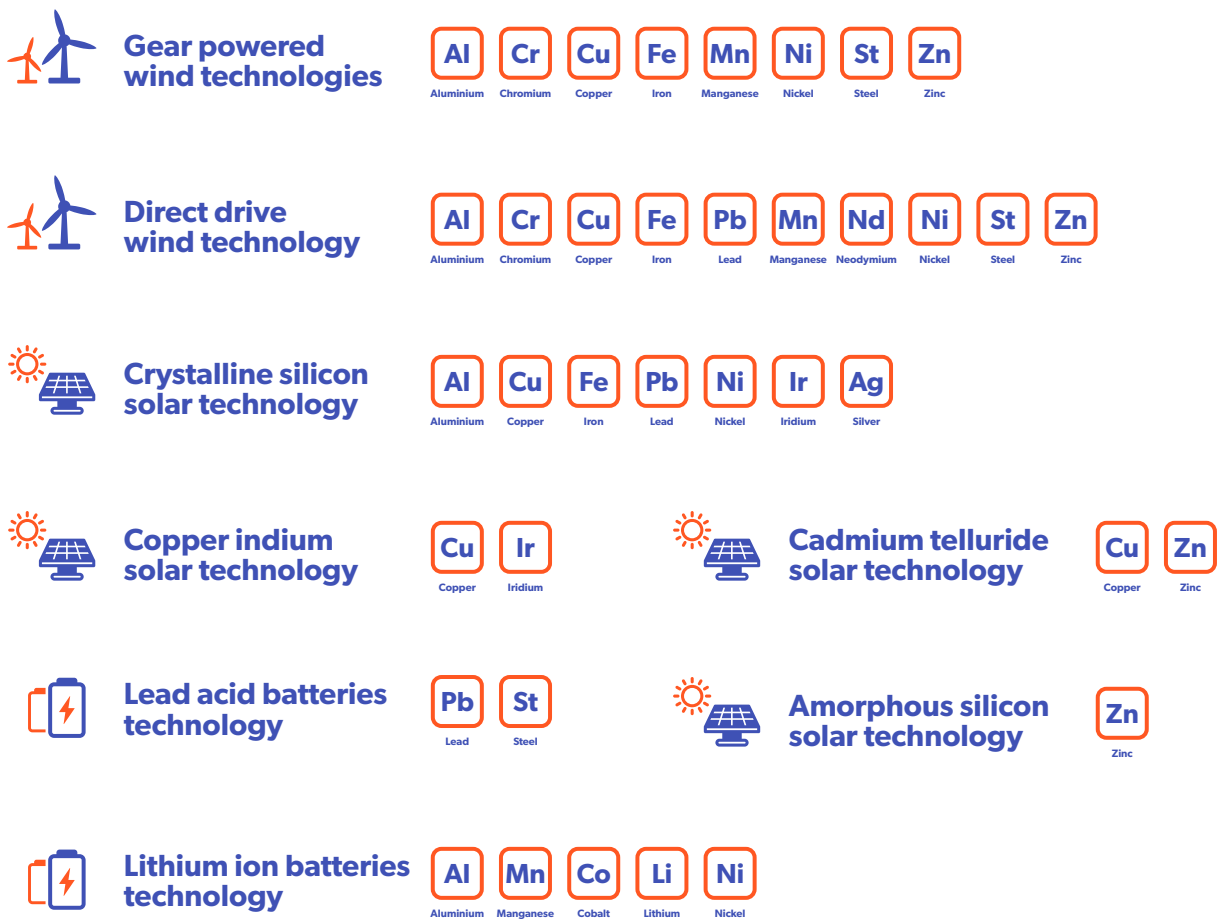 Gear powered
wind technologies
Al Cr Cu Fe Mn Ni St Zn
Aluminium Chromium Copper Iron Manganese Nickel Steel Zinc
Direct drive
wind technology
Al Cr Cu Fe Pb Mn Nd Ni St Zn
Aluminium Chromium Copper Iron Lead Manganese Neodymium Nickel Steel Zinc
Crystalline silicon
solar technology
Al Cu Fe Pb Ni Ir Ag
Aluminium Copper Iron Lead Nickel Iridium Silver
Copper indium
solar technology
Cu Ir
Copper Iridium
Cadmium telluride
solar technology
Cu Zn
Copper Zinc
Lead acid batteries
technology
Pb St
Lead Steel
Amorphous silicon
solar technology
Zn
Zinc
Lithium ion batteries
technology
Al Mn Co Li Ni
Aluminium Manganese Cobalt Lithium Nickel